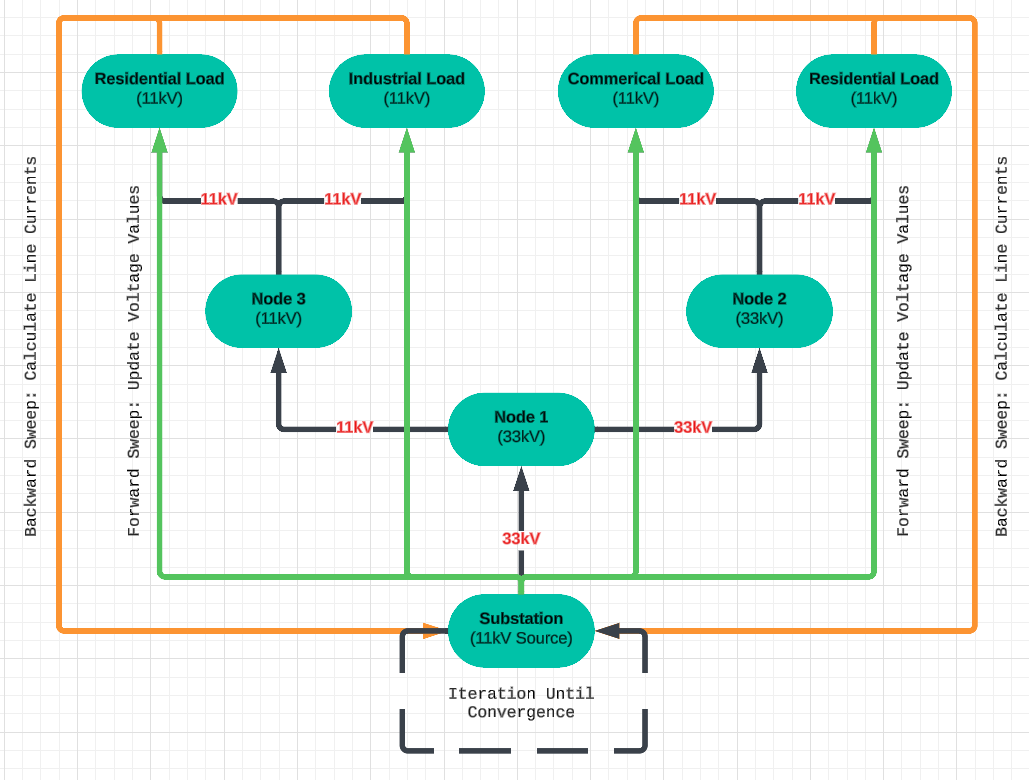 Residential Load
(11kV)
Industrial Load
(11kV)
Commerical Load
(11kV)
Residential Load
(11kV)
Backward Sweep: Calculate Line Currents
Forward Sweep: Update Voltage Values
11kV
11kV
11kV
11kV
Forward Sweep: Update Voltage Values
Backward Sweep: Calculate Line Currents
Node 3
(11kV)
Node 2
(33kV)
11kV
Node 1
(33kV)
33kV
33kV
Substation
(11kV Source)
Iteration Until
Convergence